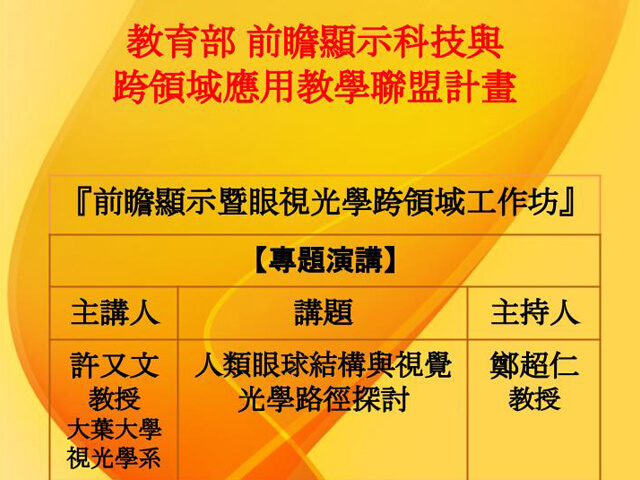 教育部 前瞻顯示科技與
跨領域應用教學聯盟計畫
『前瞻顯示暨眼視光學跨領域工作坊』
【專題演講】
主講人 講題 主持人
許又文 人類眼球結構與視覺 鄭超仁
教授 光學路徑探討 教授
大葉大學
視光學系